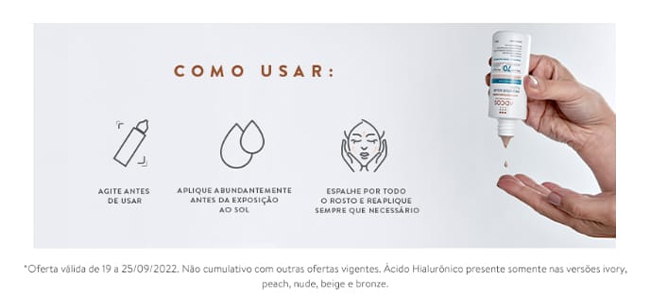 COMO USAR:
AGITE ANTES
DE USAR
APLIQUE ABUNDANTEMENTE
ANTES DA EXPOSIÇÃO
AO SOL
ESPALHE POR TODO
O ROSTO E REAPLIQUE
SEMPRE QUE NECESSÁRIO
70
ADCOS
*Oferta válida de 19 a 25/09/2022. Não cumulativo com outras ofertas vigentes. Ácido Hialurônico presente somente nas versões ivory,
peach, nude, beige e bronze.